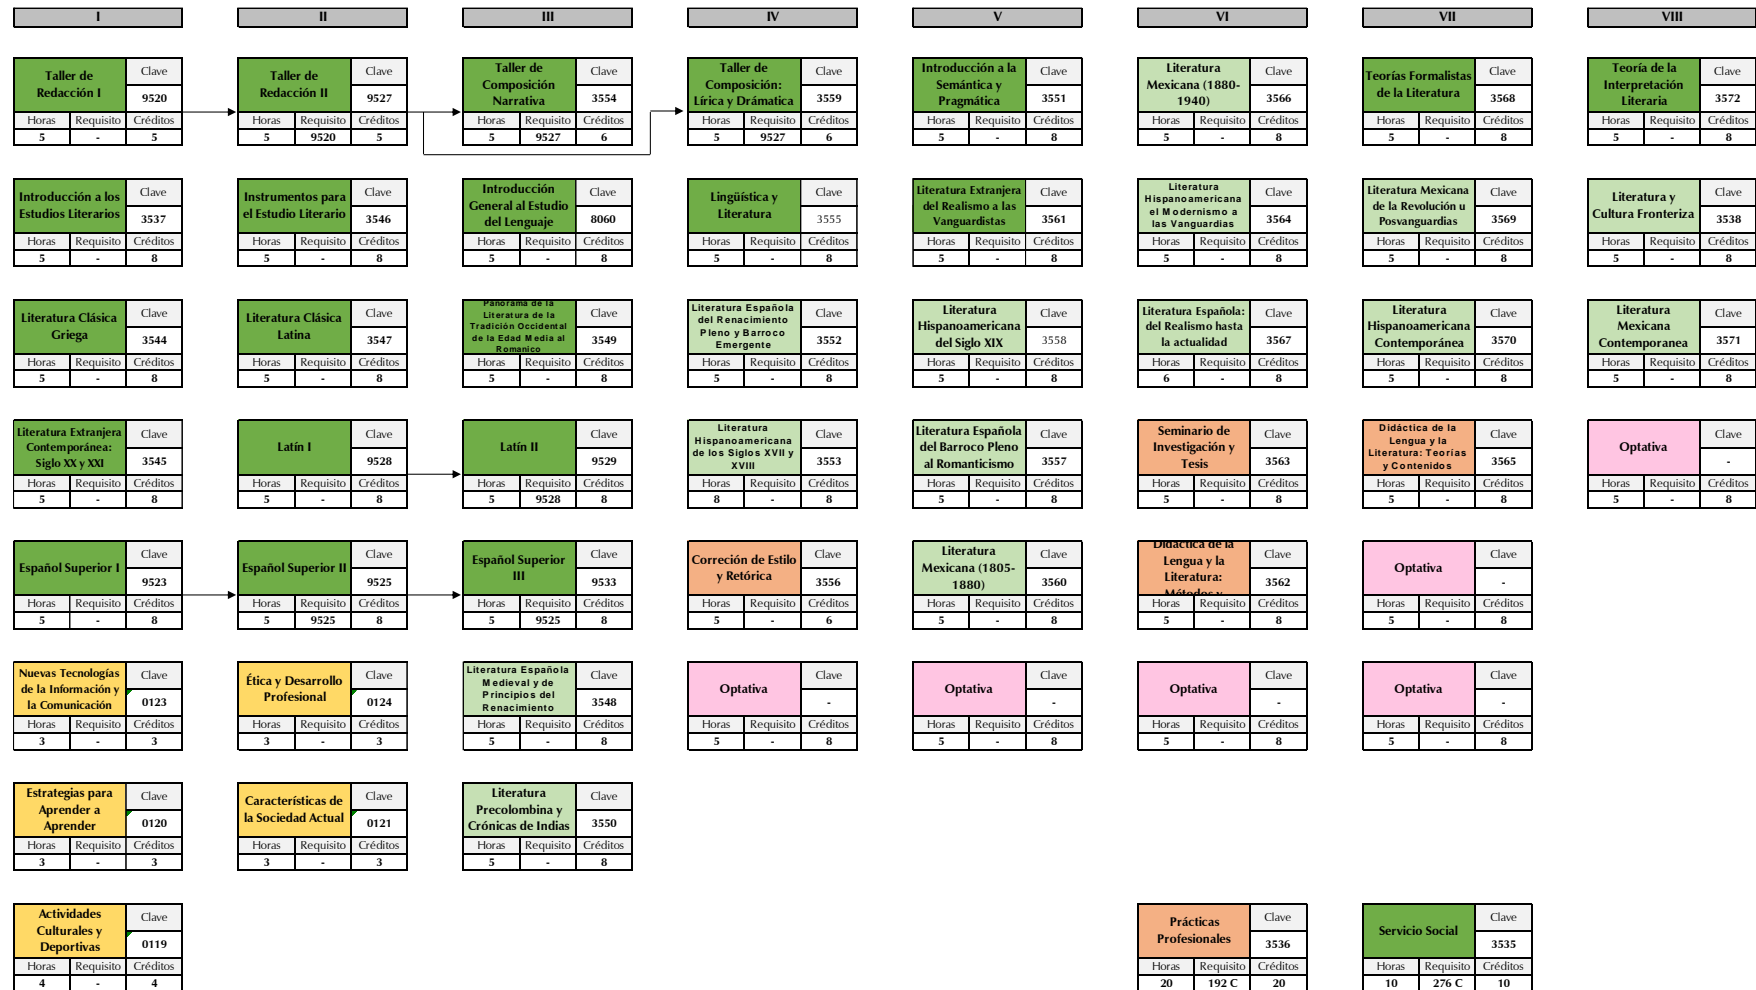 I II III IV V VI VII VIII
Taller de Redacción I Clave 9520
Horas Requisito Créditos
5 - 5
Taller de Redacción II Clave 9527
Horas Requisito Créditos
5 9520 5
Taller de Composición Narrativa Clave 3554
Horas Requisito Créditos
5 9527 6
Taller de Composición: Lírica y Drámatica Clave 3559
Horas Requisito Créditos
5 9527 6
Introducción a la Semántica y Pragmática Clave 3551
Horas Requisito Créditos
5 - 8
Literatura Mexicana (1880-1940) Clave 3566
Horas Requisito Créditos
5 - 8
Teorías Formalistas de la Literatura Clave 3568
Horas Requisito Créditos
5 - 8
Teoría de la Interpretación Literaria Clave 3572
Horas Requisito Créditos
5 - 8
Introducción a los Estudios Literarios Clave 3537
Horas Requisito Créditos
5 - 8
Instrumentos para el Estudio Literario Clave 3546
Horas Requisito Créditos
5 - 8
Introducción General al Estudio del Lenguaje Clave 8060
Horas Requisito Créditos
5 - 8
Lingüística y Literatura Clave 3555
Horas Requisito Créditos
5 - 8
Literatura Extranjera del Realismo a las Vanguardistas Clave 3561
Horas Requisito Créditos
5 - 8
Literatura Hispanoamericana el Modernismo a las Vanguardias Clave 3564
Horas Requisito Créditos
5 - 8
Literatura Mexicana de la Revolución u Posvanguardias Clave 3569
Horas Requisito Créditos
5 - 8
Literatura y Cultura Fronteriza Clave 3538
Horas Requisito Créditos
5 - 8
Literatura Clásica Griega Clave 3544
Horas Requisito Créditos
5 - 8
Literatura Clásica Latina Clave 3547
Horas Requisito Créditos
5 - 8
Panorama de la Literatura de la Tradición Occidental de la Edad Media al Romanico Clave 3549
Horas Requisito Créditos
5 - 8
Literatura Española del Renacimiento Pleno y Barroco Emergente Clave 3552
Horas Requisito Créditos
5 - 8
Literatura Hispanoamericana del Siglo XIX Clave 3558
Horas Requisito Créditos
5 - 8
Literatura Española: del Realismo hasta la actualidad Clave 3567
Horas Requisito Créditos
6 - 8
Literatura Hispanoamericana Contemporánea Clave 3570
Horas Requisito Créditos
5 - 8
Literatura Mexicana Contemporanea Clave 3571
Horas Requisito Créditos
5 - 8
Literatura Extranjera Contemporánea: Siglo XX y XXI Clave 3545
Horas Requisito Créditos
5 - 8
Latín I Clave 9528
Horas Requisito Créditos
5 - 8
Latín II Clave 9529
Horas Requisito Créditos
5 9528 8
Literatura Hispanoamericana de los Siglos XVII y XVIII Clave 3553
Horas Requisito Créditos
8 - 8
Literatura Española del Barroco Pleno al Romanticismo Clave 3557
Horas Requisito Créditos
5 - 8
Seminario de Investigación y Tesis Clave 3563
Horas Requisito Créditos
5 - 8
Didáctica de la Lengua y la Literatura: Teorías y Contenidos Clave 3565
Horas Requisito Créditos
5 - 8
Optativa Clave -
Horas Requisito Créditos
5 - 8
Español Superior I Clave 9523
Horas Requisito Créditos
5 - 8
Español Superior II Clave 9525
Horas Requisito Créditos
5 9525 8
Español Superior III Clave 9533
Horas Requisito Créditos
5 9525 8
Correción de Estilo y Retórica Clave 3556
Horas Requisito Créditos
5 - 6
Literatura Mexicana (1805-1880) Clave 3560
Horas Requisito Créditos
5 - 8
Didáctica de la Lengua y la Literatura: Métodos y Clave 3562
Horas Requisito Créditos
5 - 8
Optativa Clave -
Horas Requisito Créditos
5 - 8
Nuevas Tecnologías de la Información y la Comunicación Clave 0123
Horas Requisito Créditos
3 - 3
Ética y Desarrollo Profesional Clave 0124
Horas Requisito Créditos
3 - 3
Literatura Española Medieval y de Principios del Renacimiento Clave 3548
Horas Requisito Créditos
5 - 8
Optativa Clave -
Horas Requisito Créditos
5 - 8
Optativa Clave -
Horas Requisito Créditos
5 - 8
Optativa Clave -
Horas Requisito Créditos
5 - 8
Optativa Clave -
Horas Requisito Créditos
5 - 8
Estrategias para Aprender a Aprender Clave 0120
Horas Requisito Créditos
3 - 3
Características de la Sociedad Actual Clave 0121
Horas Requisito Créditos
3 - 3
Literatura Precolombina y Crónicas de Indias Clave 3550
Horas Requisito Créditos
5 - 8
Actividades Culturales y Deportivas Clave 0119
Horas Requisito Créditos
4 - 4
Prácticas Profesionales Clave 3536
Horas Requisito Créditos
20 192 C 20
Servicio Social Clave 3535
Horas Requisito Créditos
10 276 C 10